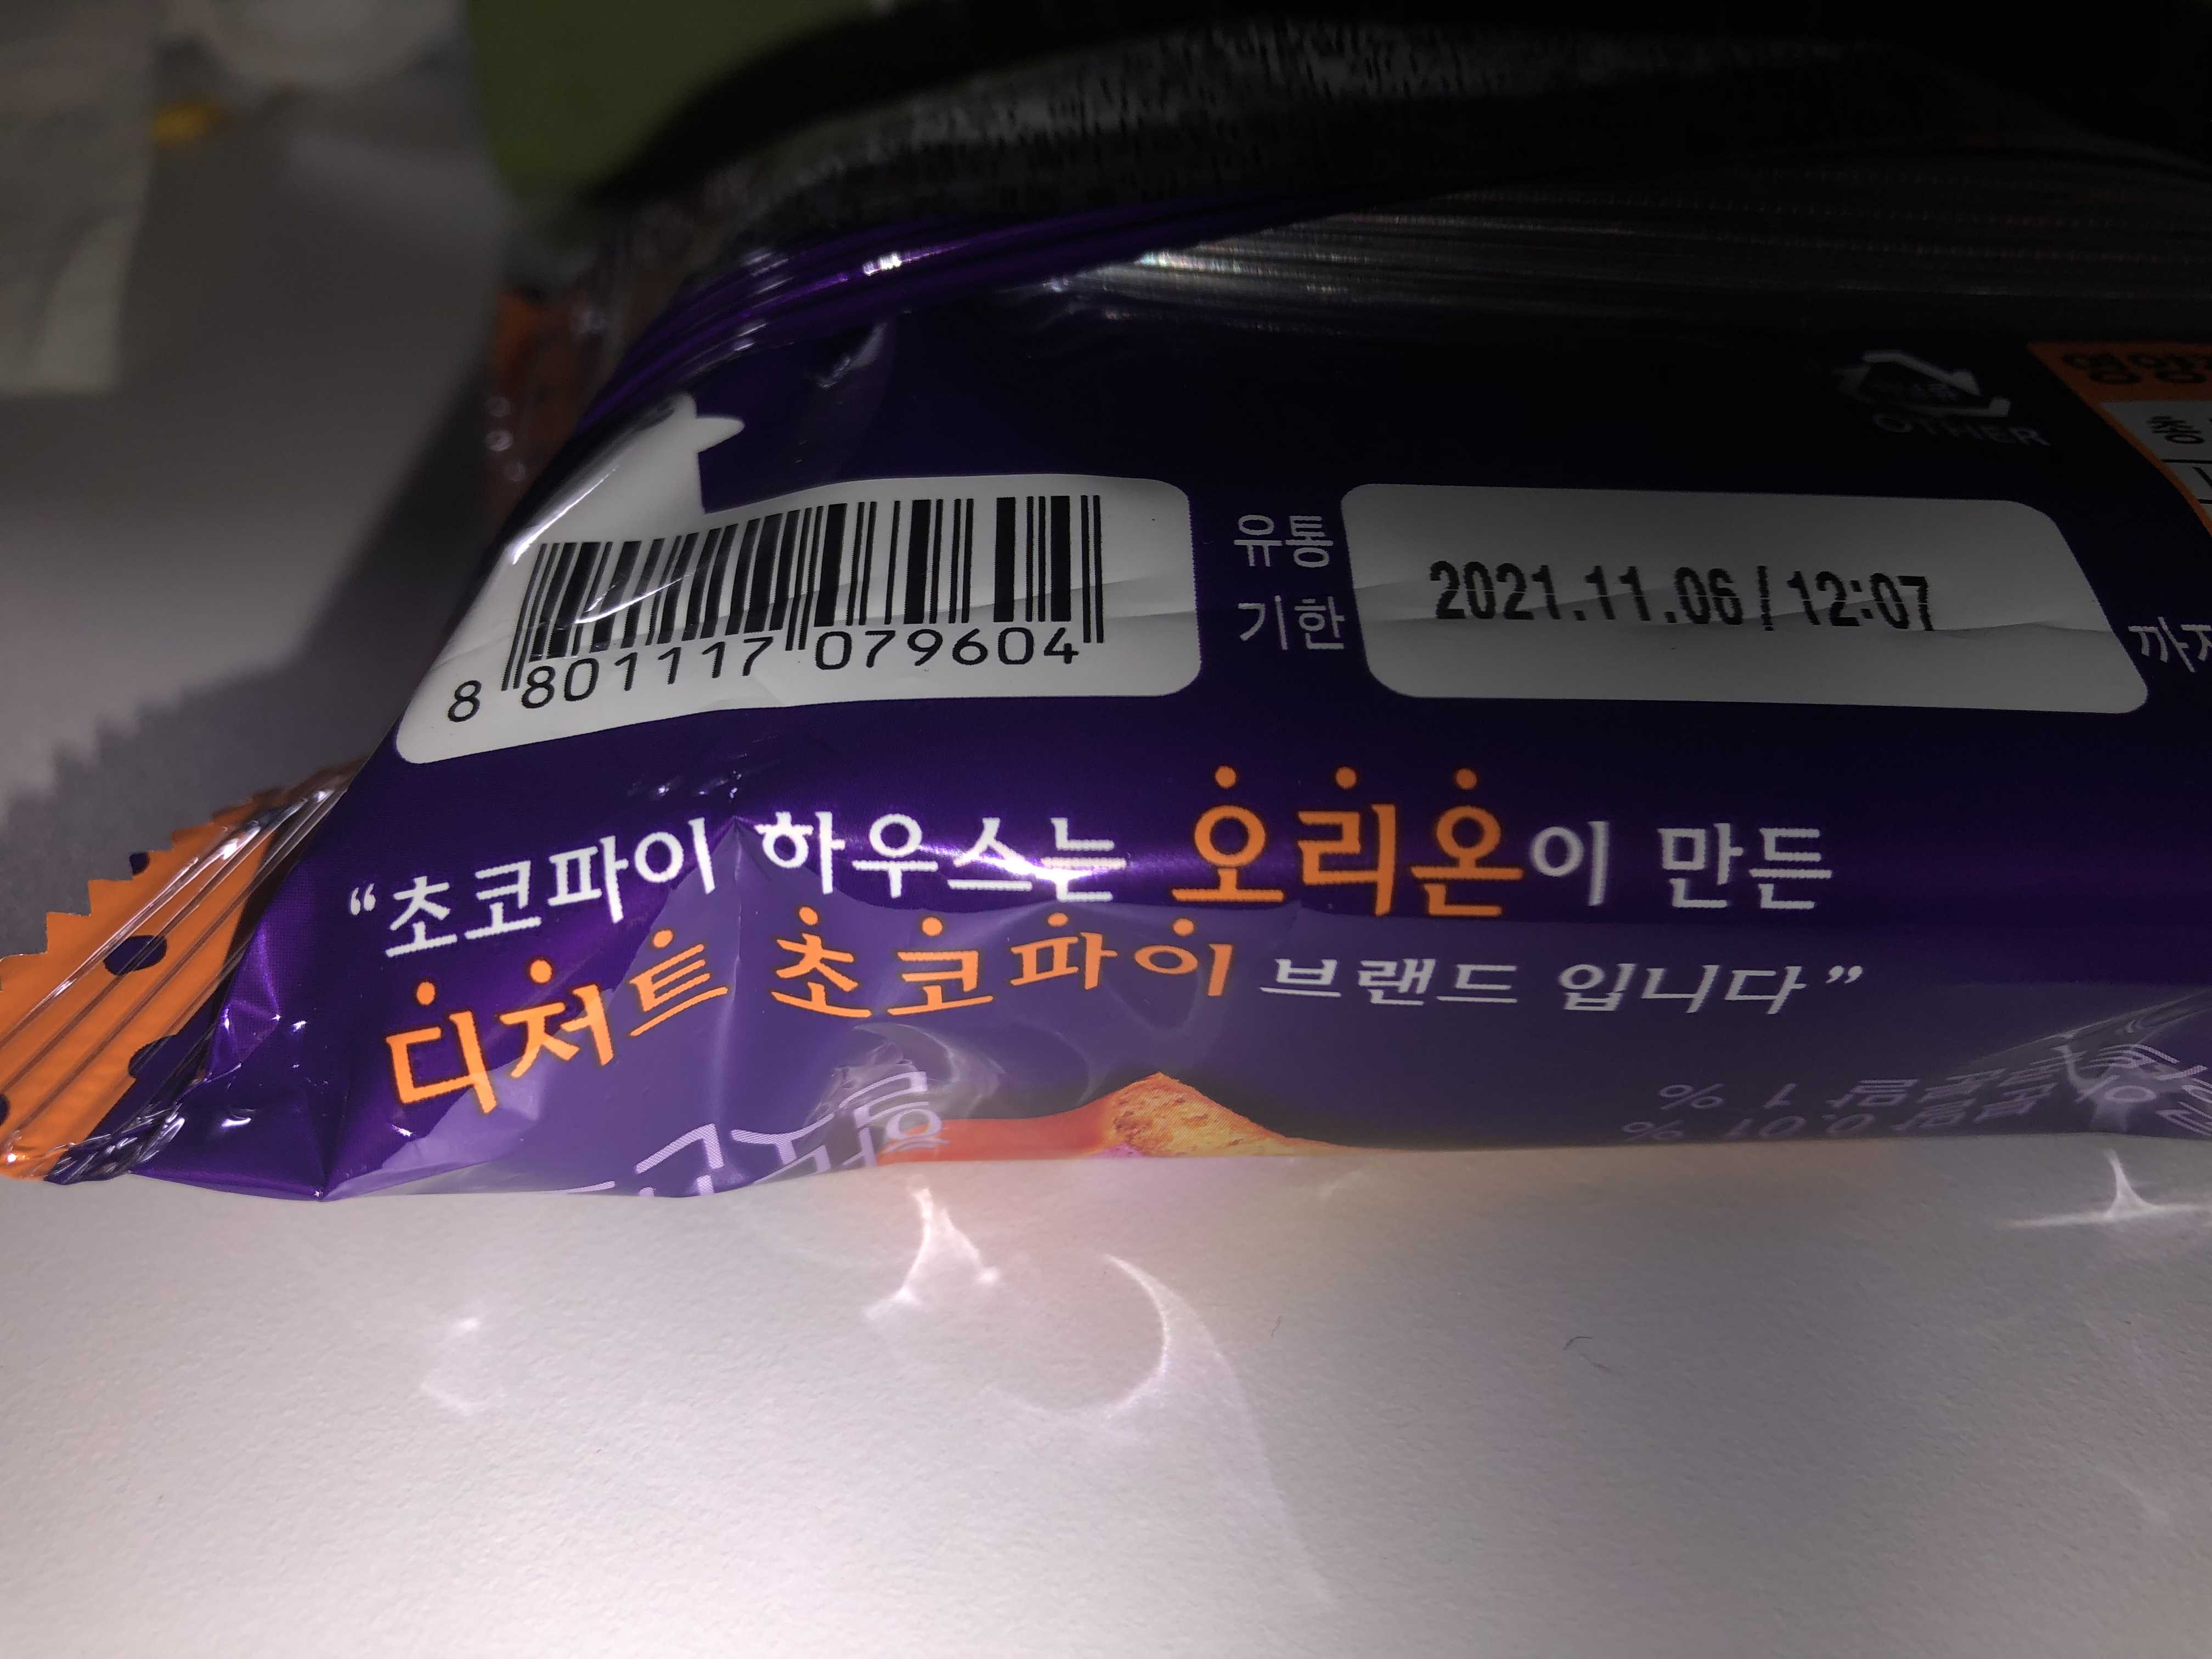 OTHER
8 801117 079604
유통
기한
2021.11.06 / 12:07
“초코파이 하우스는 오리온이 만든
디저트 초코파이 브랜드 입니다”